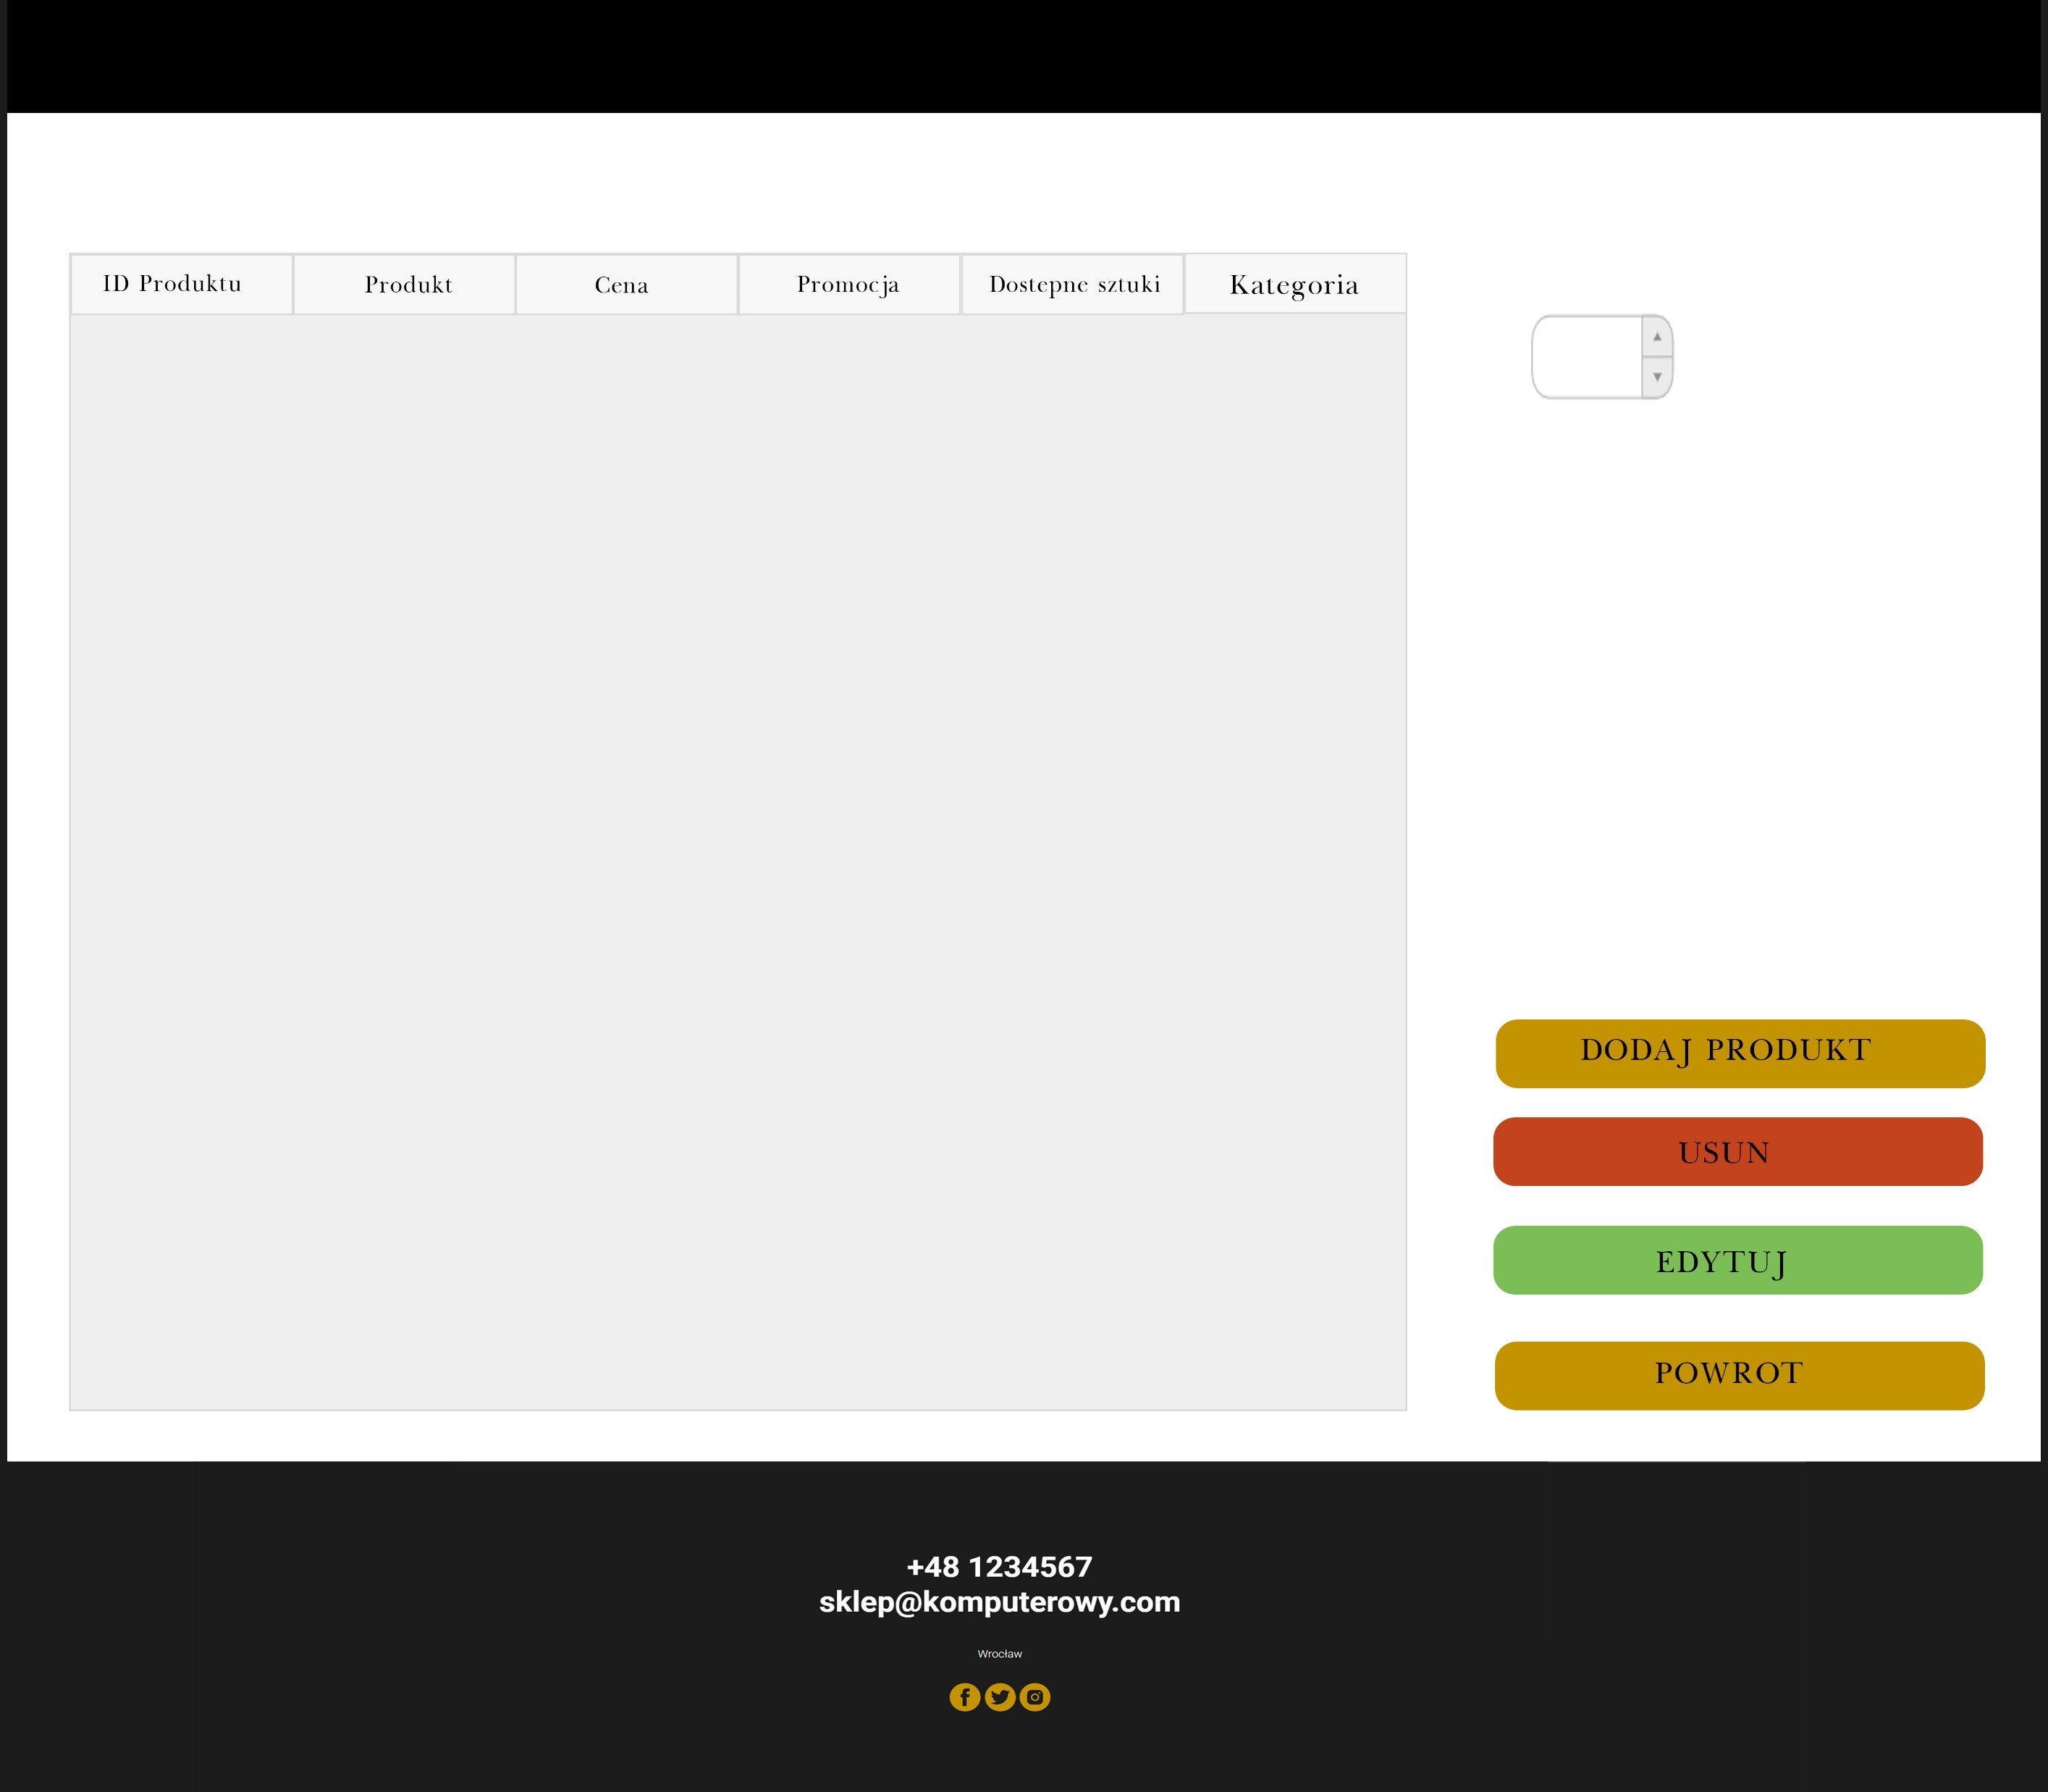 ID Produktu Produkt Cena Promocja Dostepne sztuki Kategoria
DODAJ PRODUKT
USUN
EDYTUJ
POWROT
+48 1234567
sklep@komputerowy.com
Wrocław